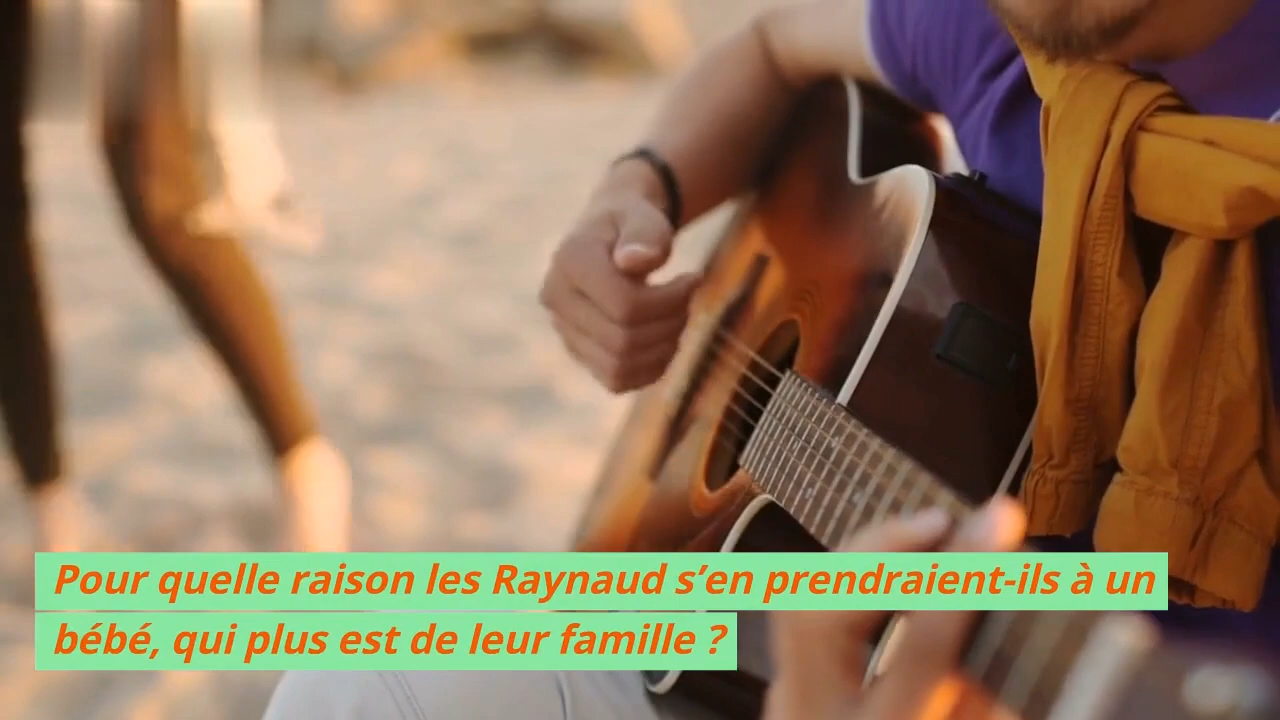 Pour quelle raison les Raynaud s’en prendraient-ils à un
bébé, qui plus est de leur famille ?